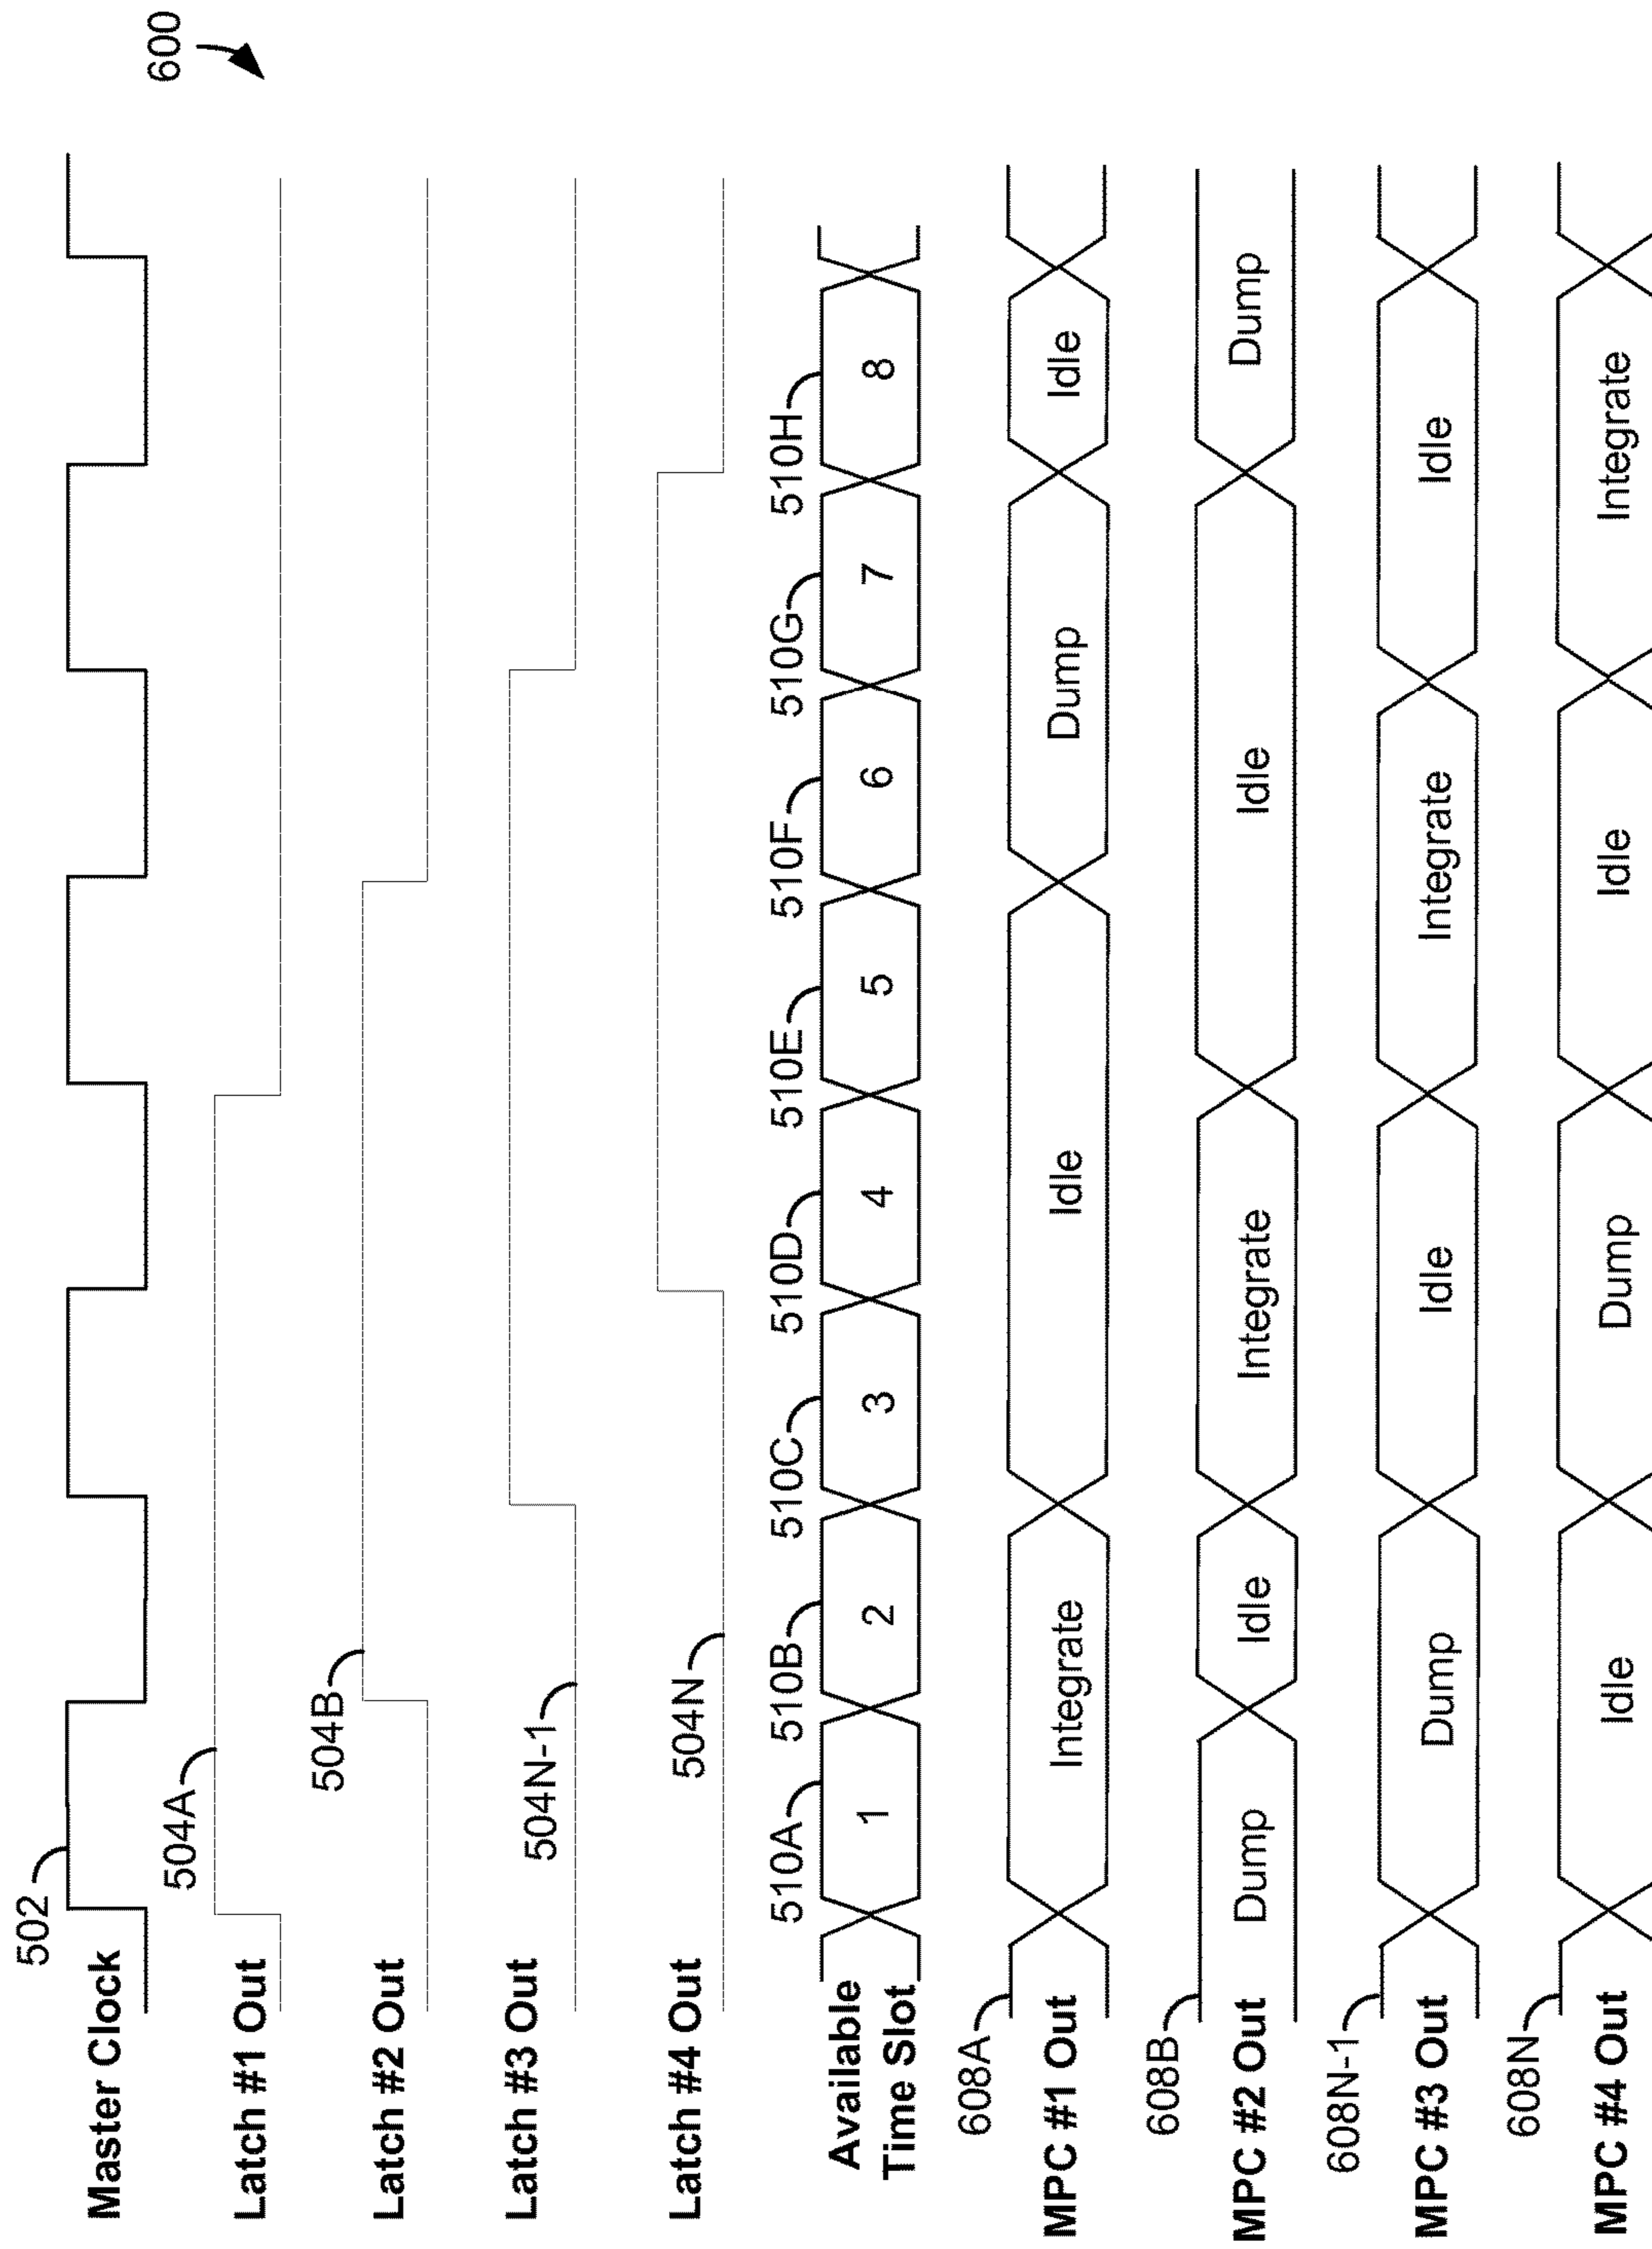 600
502
Master Clock
504A
Latch #1 Out
504B
Latch #2 Out
504N-1
Latch #3 Out
504N
Latch #4 Out
510A 510B 510C 510D 510E 510F 510G 510H
Available
Time Slot
1 2 3 4 5 6 7 8
608A
MPC #1 Out Integrate Idle Dump Idle
608B
MPC #2 Out Dump Idle Integrate Idle Dump
608N-1
MPC #3 Out Dump Idle Integrate Idle
608N
MPC #4 Out Idle Dump Idle Integrate